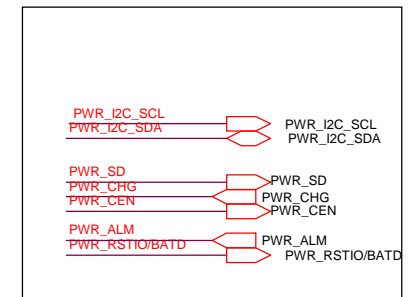 PWR_I2C_SCL PWR_I2C_SCL
PWR_I2C_SDA PWR_I2C_SDA
PWR_SD PWR_SD
PWR_CHG PWR_CHG
PWR_CEN PWR_CEN
PWR_ALM PWR_ALM
PWR_RSTIO/BATD PWR_RSTIO/BATD